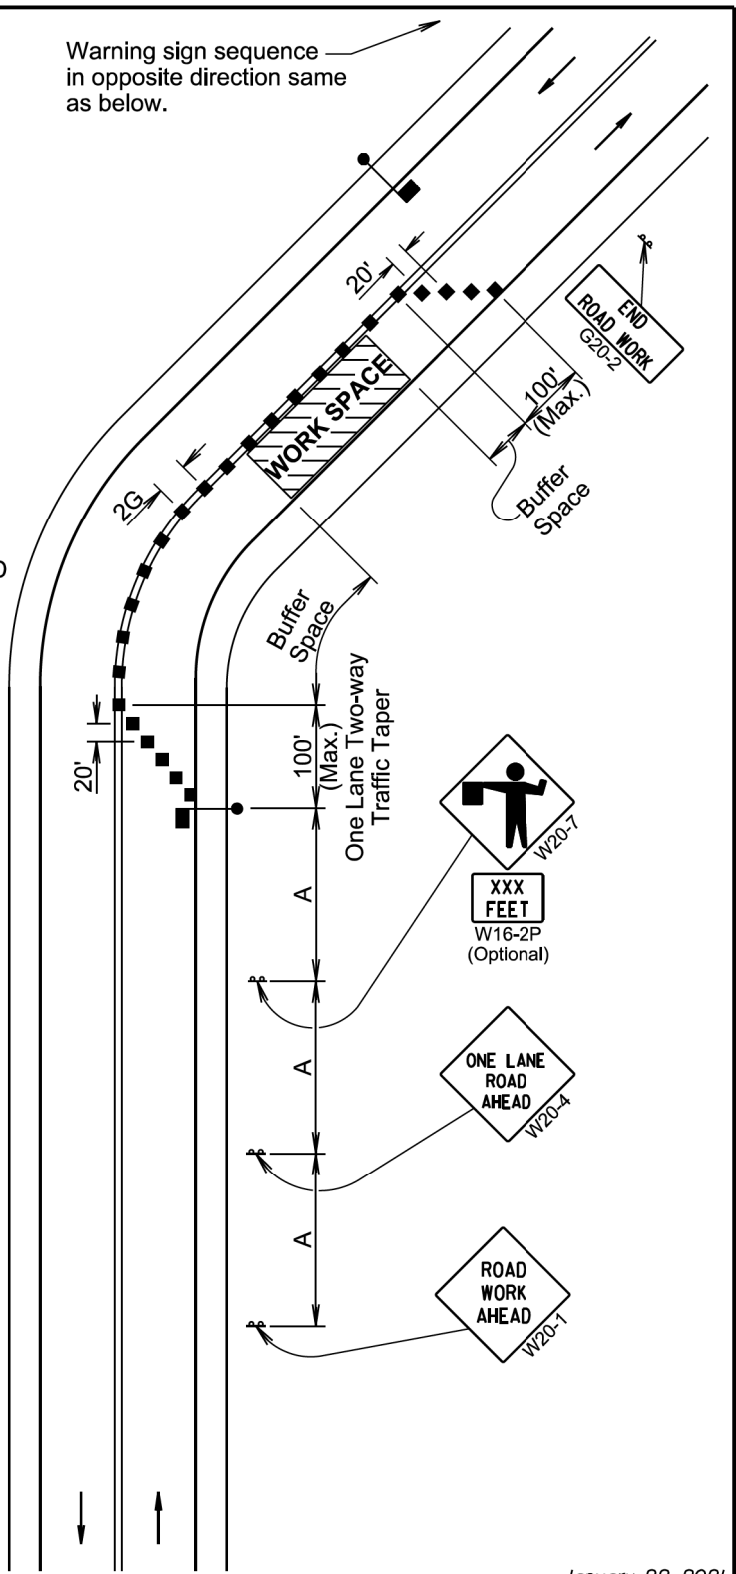 Warning sign sequence
in opposite direction same
as below.
20'
END
ROAD WORK
G20-2
100'
(Max.)
WORK SPACE
Buffer
Space
2G
Buffer
Space
One Lane Two-way
Traffic Taper
100'
(Max.)
20'
W20-7
XXX
FEET
W16-2P
(Optional)
A
A
ONE LANE
ROAD
AHEAD
W20-4
A
ROAD
WORK
AHEAD
W20-1